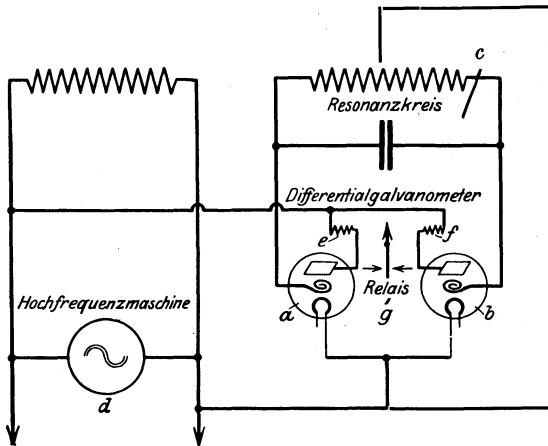 c
Resonanzkreis
Differentialgalvanometer
e
f
Relais
g
a
b
Hochfrequenzmaschine
d